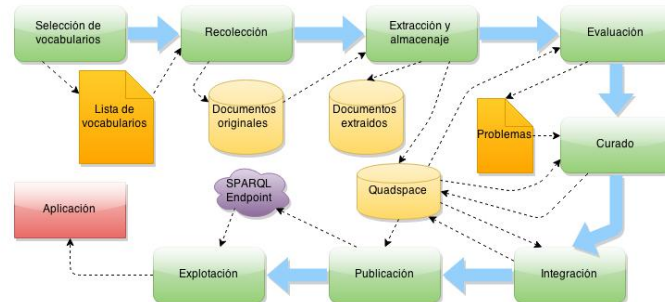 Selección de
vocabularios
Recolección
Extracción y
almacenaje
Evaluación
Lista de
vocabularios
Documentos
originales
Documentos
extraidos
Problemas
Curado
SPARQL
Endpoint
Quadspace
Aplicación
Explotación
Publicación
Integración